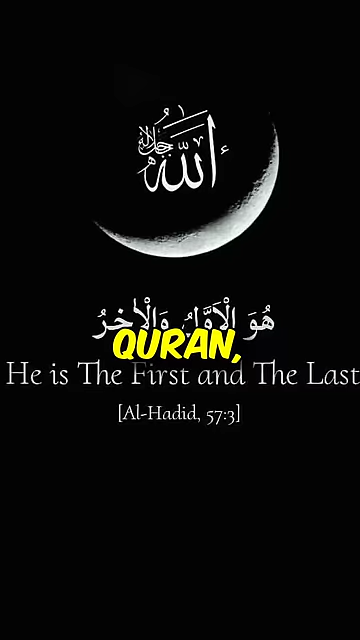 الله جل جلاله
هُوَ الْأَوَّلُ وَالْآخِرُ
QURAN,
He is The First and The Last
[Al-Hadid, 57:3]